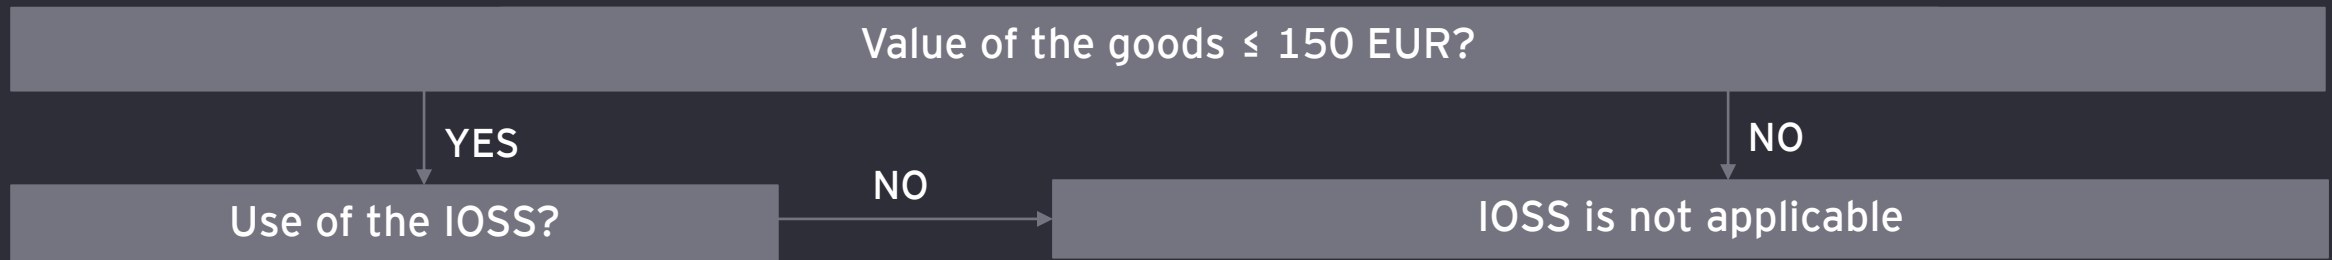 Value of the goods ≤ 150 EUR?
YES
NO
NO
Use of the IOSS?
IOSS is not applicable